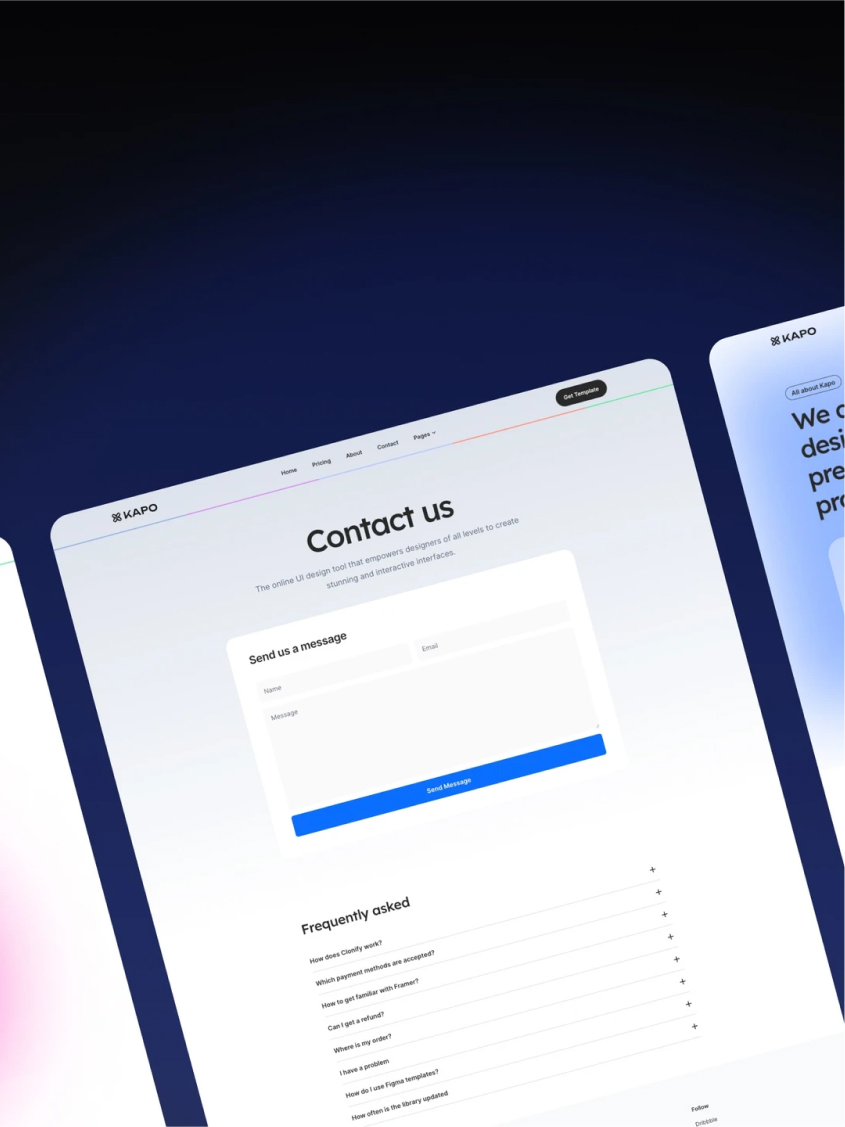 KAPO
Home
Pricing
About
Contact
Pages
Get Template
Contact us
The online UI design tool that empowers designers of all levels to create
stunning and interactive interfaces.
Send us a message
Name
Email
Message
Send Message
Frequently asked
How does Clonify work?
Which payment methods are accepted?
How to get familiar with Framer?
Can I get a refund?
Where is my order?
I have a problem
How do I use Figma templates?
How often is the library updated
Follow
Dribbble
KAPO
All about Kapo
We
desi
pre
pro